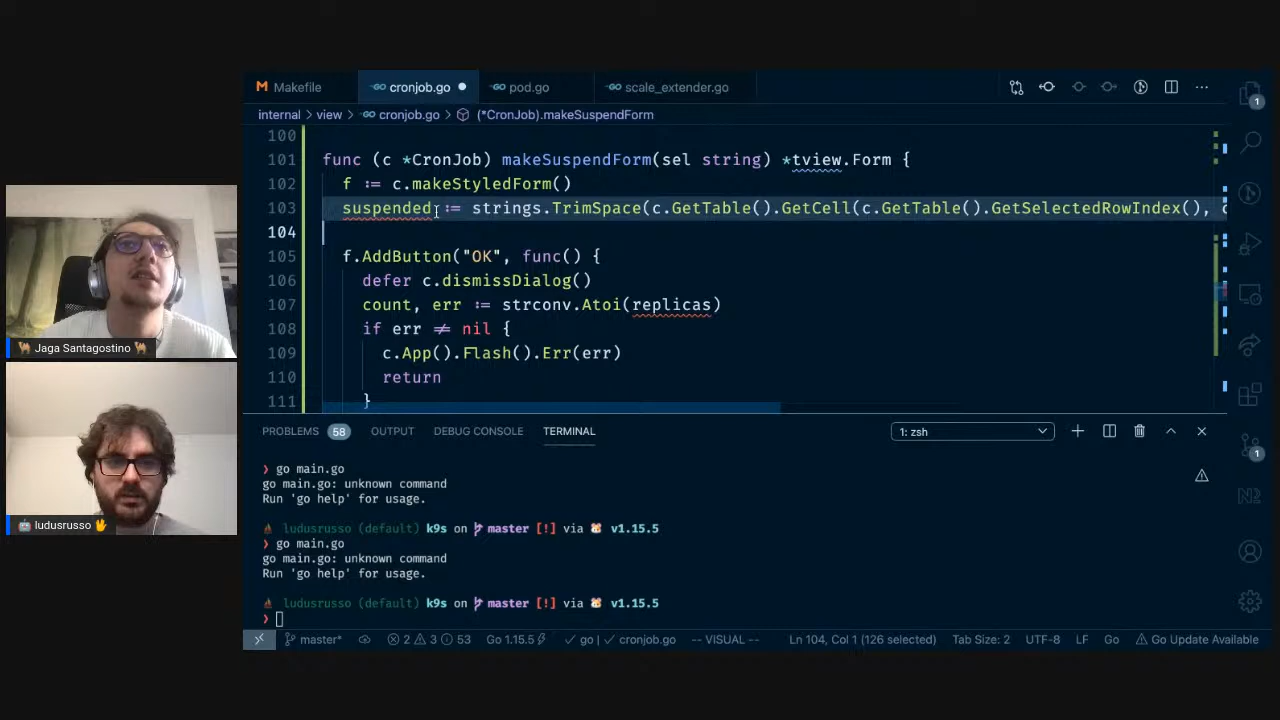 Makefile
cronjob.go
pod.go
scale_extender.go
internal > view > cronjob.go > (*CronJob).makeSuspendForm
100
101 func (c *CronJob) makeSuspendForm(sel string) *tview.Form {
102 f := c.makeStyledForm()
103 suspended := strings.TrimSpace(c.GetTable().GetCell(c.GetTable().GetSelectedRowIndex(), c
104
105 f.AddButton("OK", func() {
106 defer c.dismissDialog()
107 count, err := strconv.Atoi(replicas)
108 if err ≠ nil {
109 c.App().Flash().Err(err)
110 return
111 }
PROBLEMS 58 OUTPUT DEBUG CONSOLE TERMINAL 1: zsh
❯ go main.go
go main.go: unknown command
Run 'go help' for usage.
ludusrusso (default) k9s on master [!] via 🐹 v1.15.5
❯ go main.go
go main.go: unknown command
Run 'go help' for usage.
ludusrusso (default) k9s on master [!] via 🐹 v1.15.5
❯
master* 2 3 53 Go 1.15.5 ✓ go | ✓ cronjob.go -- VISUAL -- Ln 104, Col 1 (126 selected) Tab Size: 2 UTF-8 LF Go Go Update Available
1
1
N2
🐪 Jaga Santagostino 🐪
🤖 ludusrusso 🖖